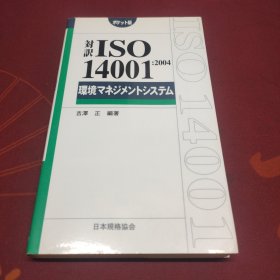 ポケット版
対訳 ISO
14001:2004
環境マネジメントシステム
吉澤 正 編著
日本規格協会
ISO 14001